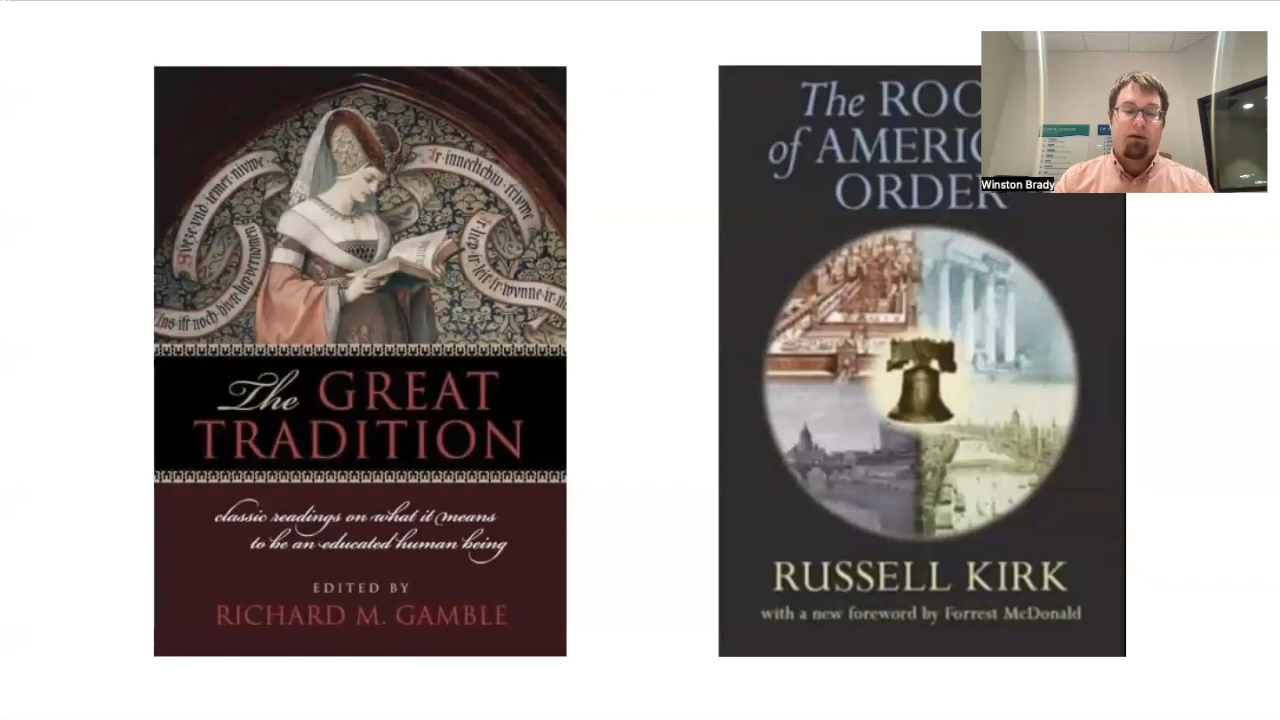 The GREAT
TRADITION
classic readings on what it means
to be an educated human being
EDITED BY
RICHARD M. GAMBLE
The ROO
of AMERIC
ORDER
RUSSELL KIRK
with a new foreword by Forrest McDonald
Winston Brady